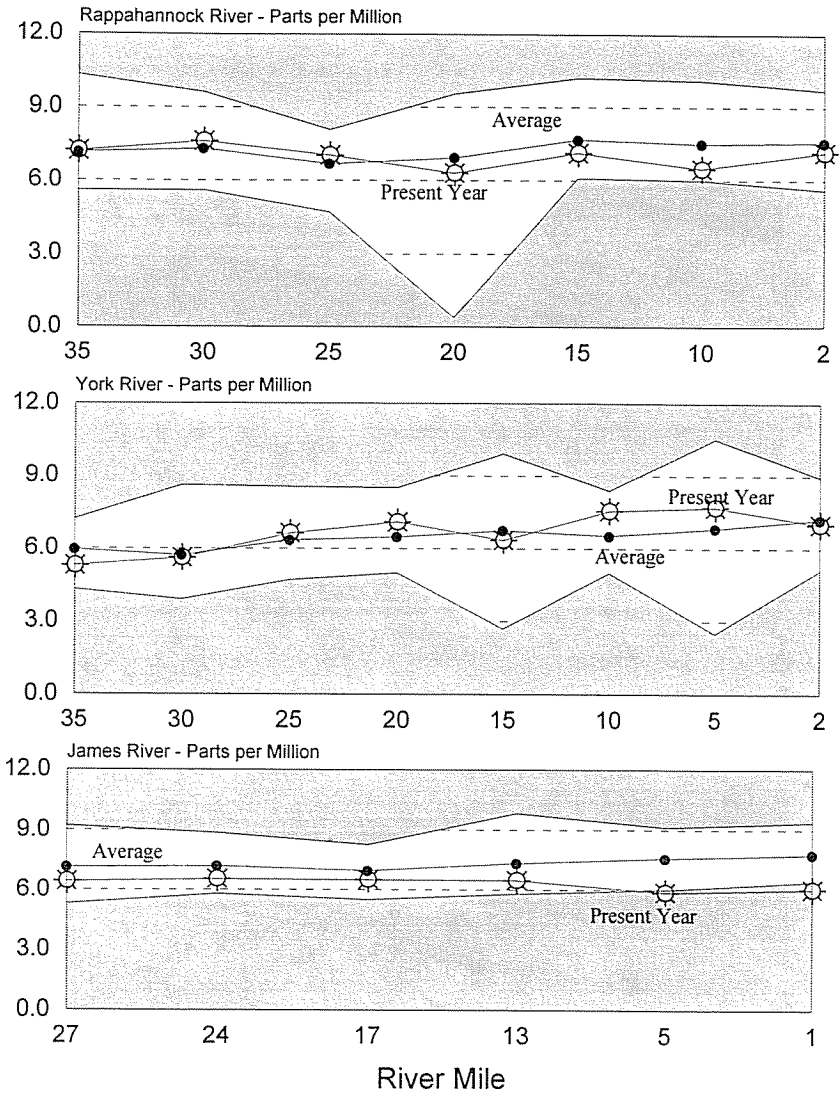 Rappahannock River - Parts per Million
12.0
9.0
Average
6.0
Present Year
3.0
0.0
35 30 25 20 15 10 2
York River - Parts per Million
12.0
9.0
Present Year
6.0
Average
3.0
0.0
35 30 25 20 15 10 5 2
James River - Parts per Million
12.0
9.0
Average
6.0
Present Year
3.0
0.0
27 24 17 13 5 1
River Mile